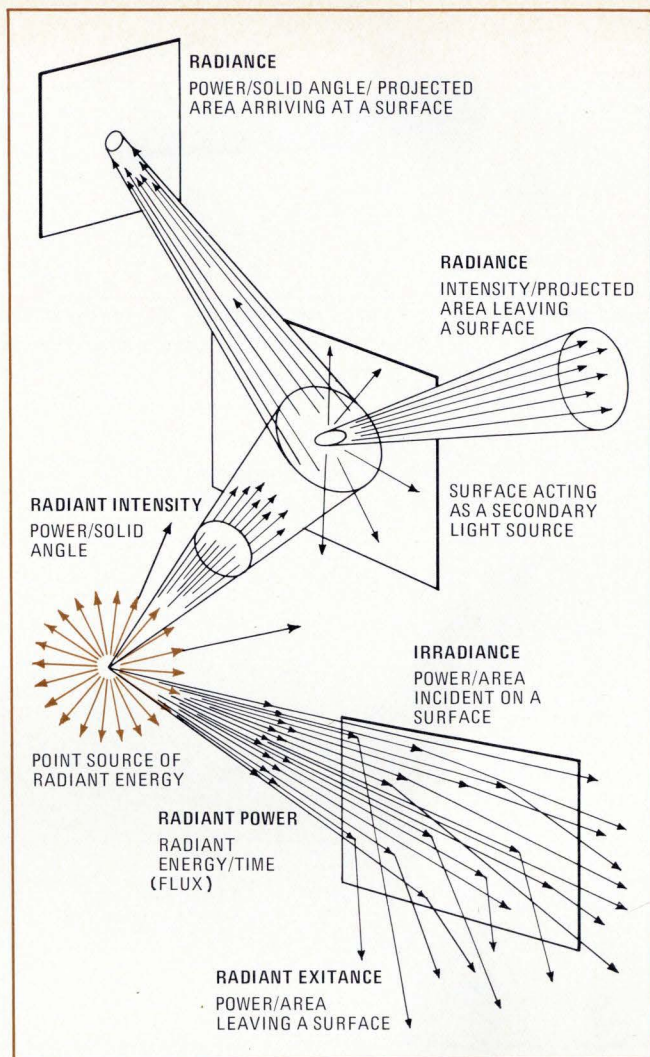 RADIANCE
POWER/SOLID ANGLE/ PROJECTED
AREA ARRIVING AT A SURFACE
RADIANCE
INTENSITY/PROJECTED
AREA LEAVING
A SURFACE
RADIANT INTENSITY
POWER/SOLID
ANGLE
SURFACE ACTING
AS A SECONDARY
LIGHT SOURCE
IRRADIANCE
POWER/AREA
INCIDENT ON A
SURFACE
POINT SOURCE OF
RADIANT ENERGY
RADIANT POWER
RADIANT
ENERGY/TIME
(FLUX)
RADIANT EXITANCE
POWER/AREA
LEAVING A SURFACE